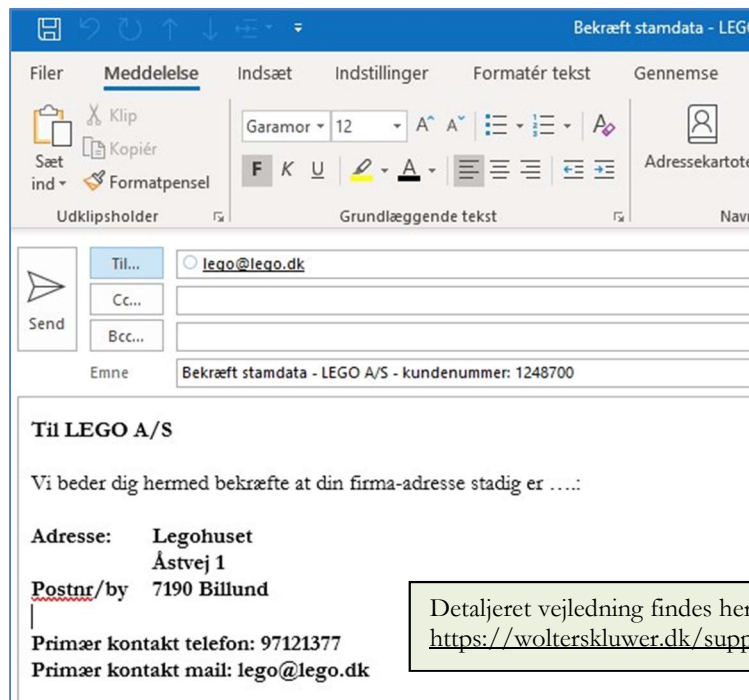 Bekræft stamdata - LEG
Filer Meddelelse Indsæt Indstillinger Formatér tekst Gennemse
Klip
Kopiér
Formatpensel
Sæt
ind
Garamor 12 A A A
F K U A
Adressekartote
Udklipsholder Grundlæggende tekst Navn
Send
Til... lego@lego.dk
Cc...
Bcc...
Emne Bekræft stamdata - LEGO A/S - kundenummer: 1248700
Til LEGO A/S
Vi beder dig hermed bekræfte at din firma-adresse stadig er ….:
Adresse: Legohuset
Åstvej 1
Postnr/by 7190 Billund
Detaljeret vejledning findes her
https://wolterskluwer.dk/supp
Primær kontakt telefon: 97121377
Primær kontakt mail: lego@lego.dk